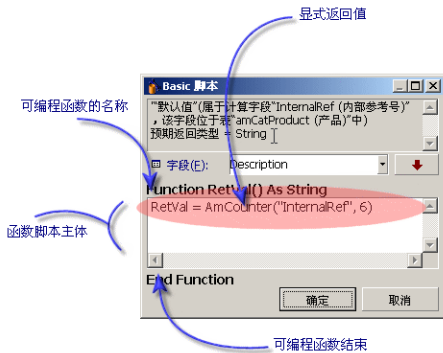 显式返回值
Basic 脚本
可编程函数的名称
"'默认值"(属于计算字段"InternalRef (内部参考号)"
，该字段位于表"amCatProduct (产品)"中)
预期返回类型 = String
字段(F):
Description
Function RetVal() As String
RetVal = AmCounter("InternalRef", 6)
函数脚本主体
End Function
确定
取消
可编程函数结束